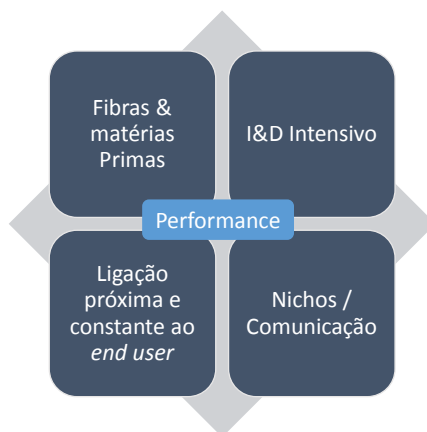 Fibras &
matérias
Primas
I&D Intensivo
Performance
Ligação
próxima e
constante ao
end user
Nichos /
Comunicação